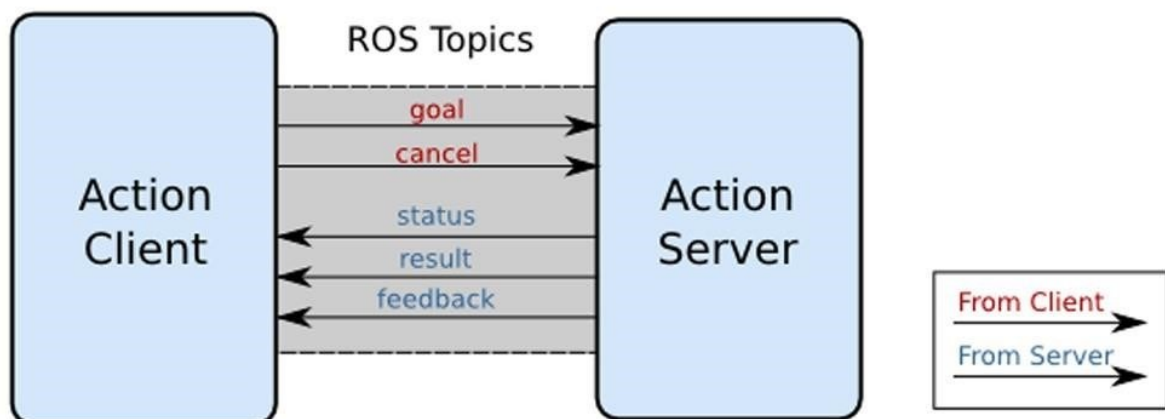 ROS Topics
goal
cancel
Action
Client
status
result
feedback
Action
Server
From Client
From Server